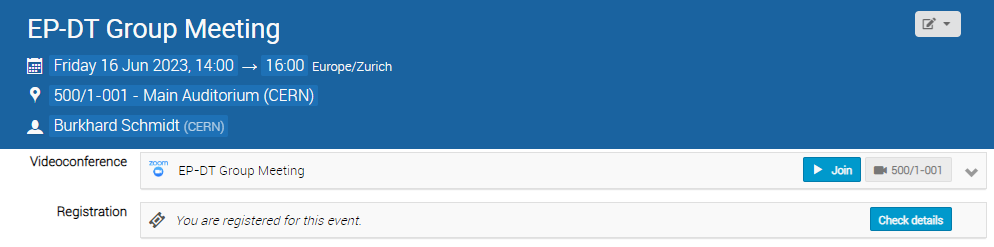 EP-DT Group Meeting
Friday 16 Jun 2023, 14:00 → 16:00 Europe/Zurich
500/1-001 - Main Auditorium (CERN)
Burkhard Schmidt (CERN)
Videoconference zoom EP-DT Group Meeting Join 500/1-001
Registration You are registered for this event. Check details